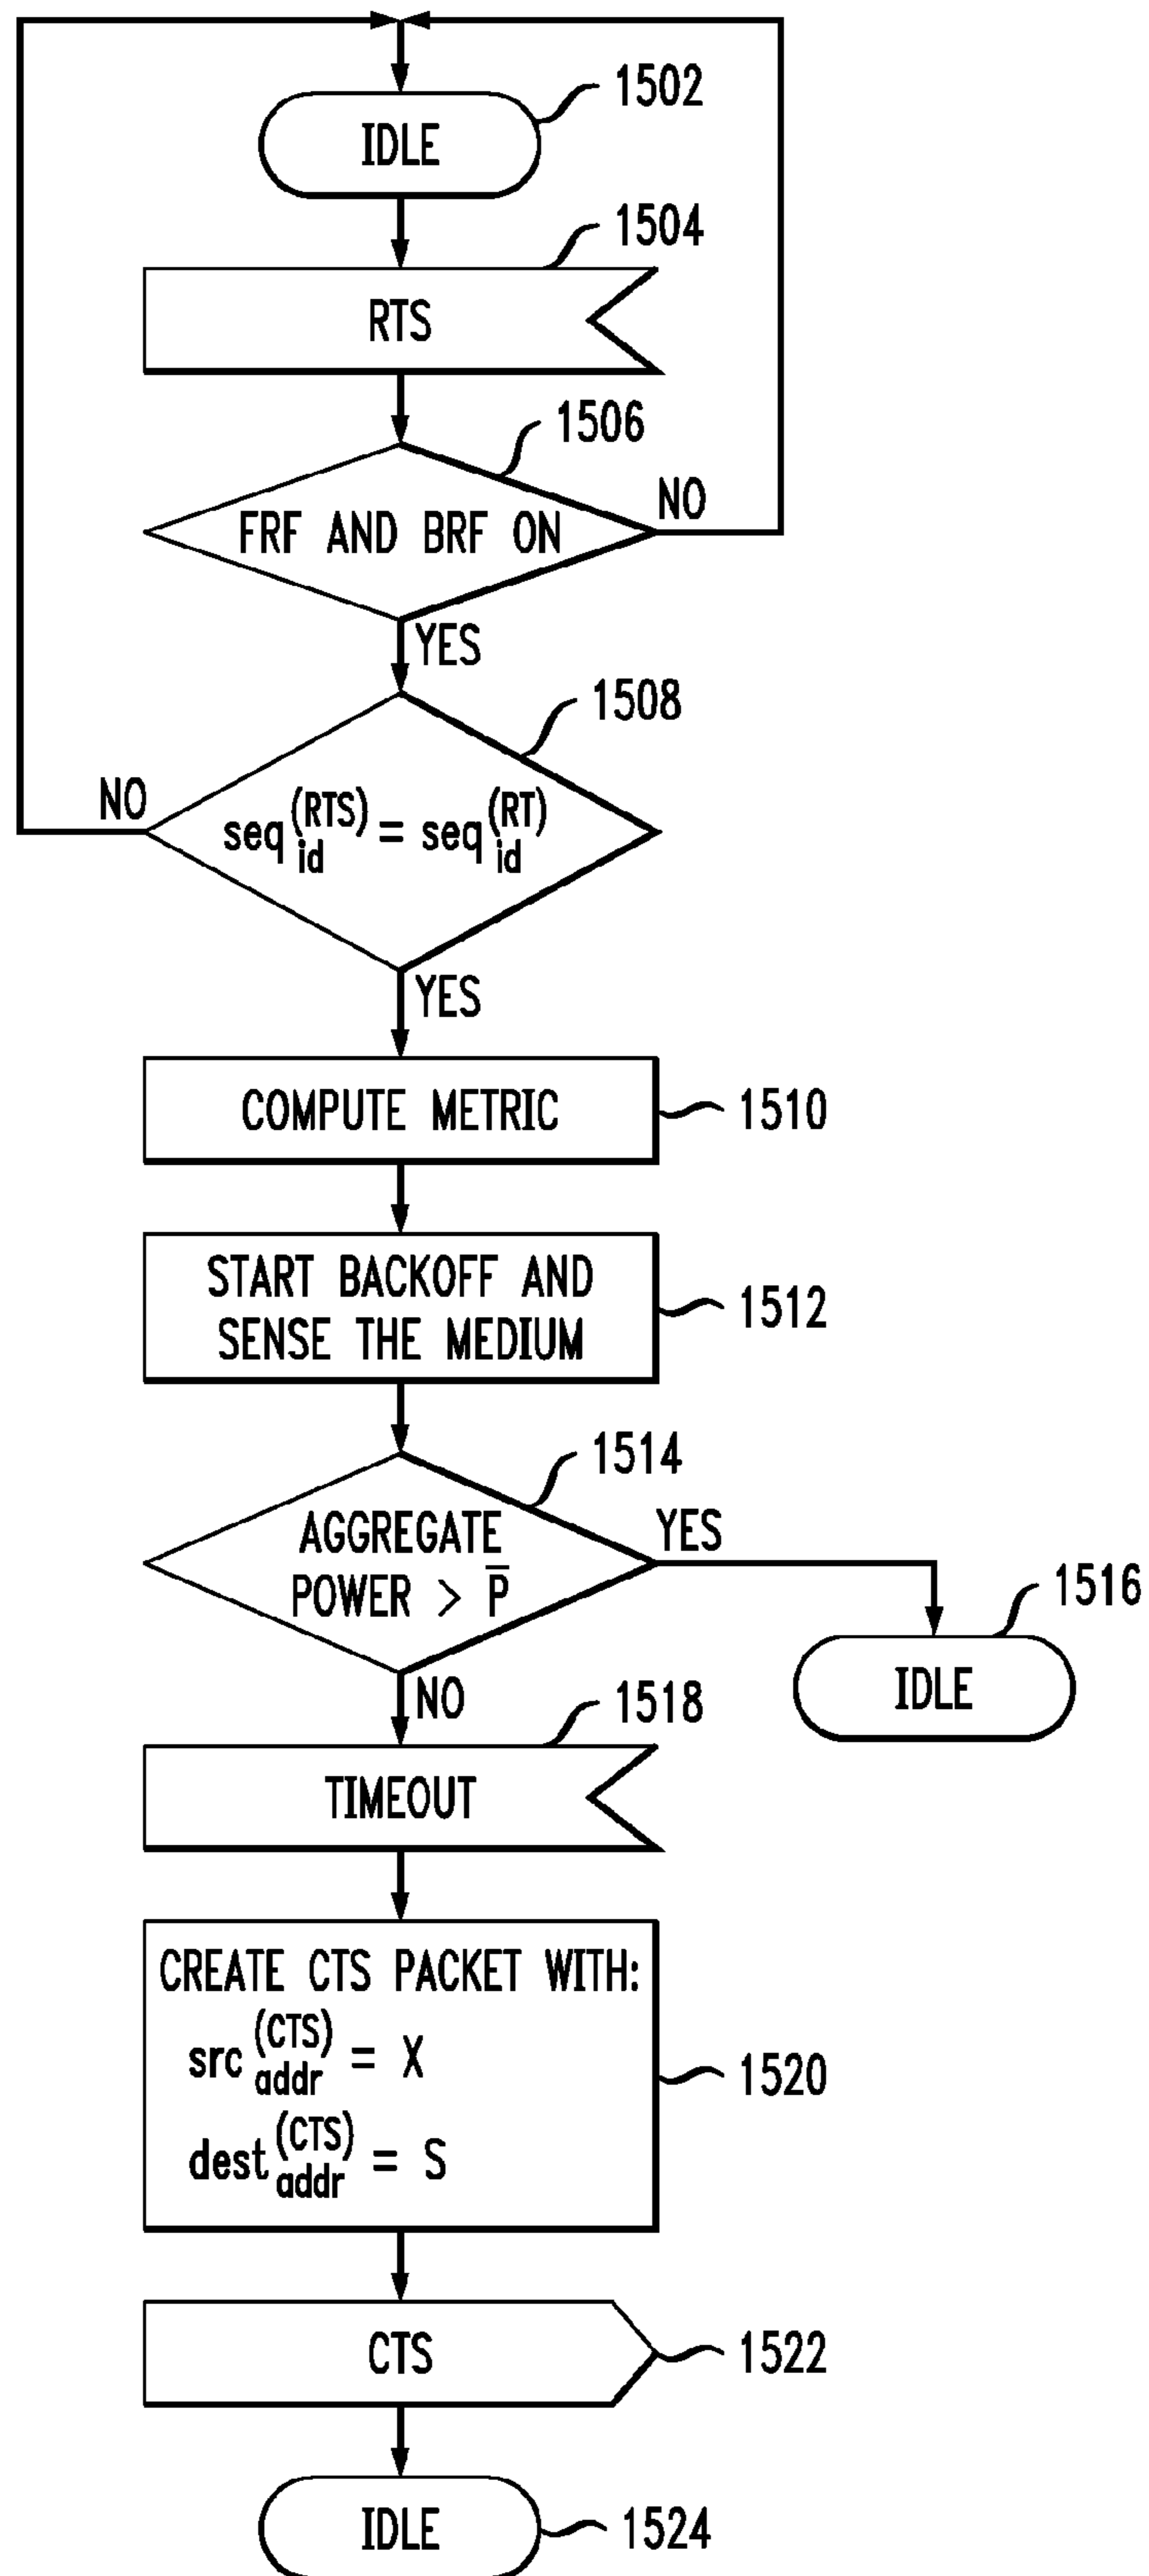 1502
IDLE
1504
RTS
1506
FRF AND BRF ON
NO
YES
1508
NO
seq id (RTS) = seq id (RT)
YES
COMPUTE METRIC
1510
START BACKOFF AND
SENSE THE MEDIUM
1512
1514
AGGREGATE
POWER > P̅
YES
1516
IDLE
NO
1518
TIMEOUT
CREATE CTS PACKET WITH:
src addr (CTS) = X
dest addr (CTS) = S
1520
CTS
1522
IDLE
1524